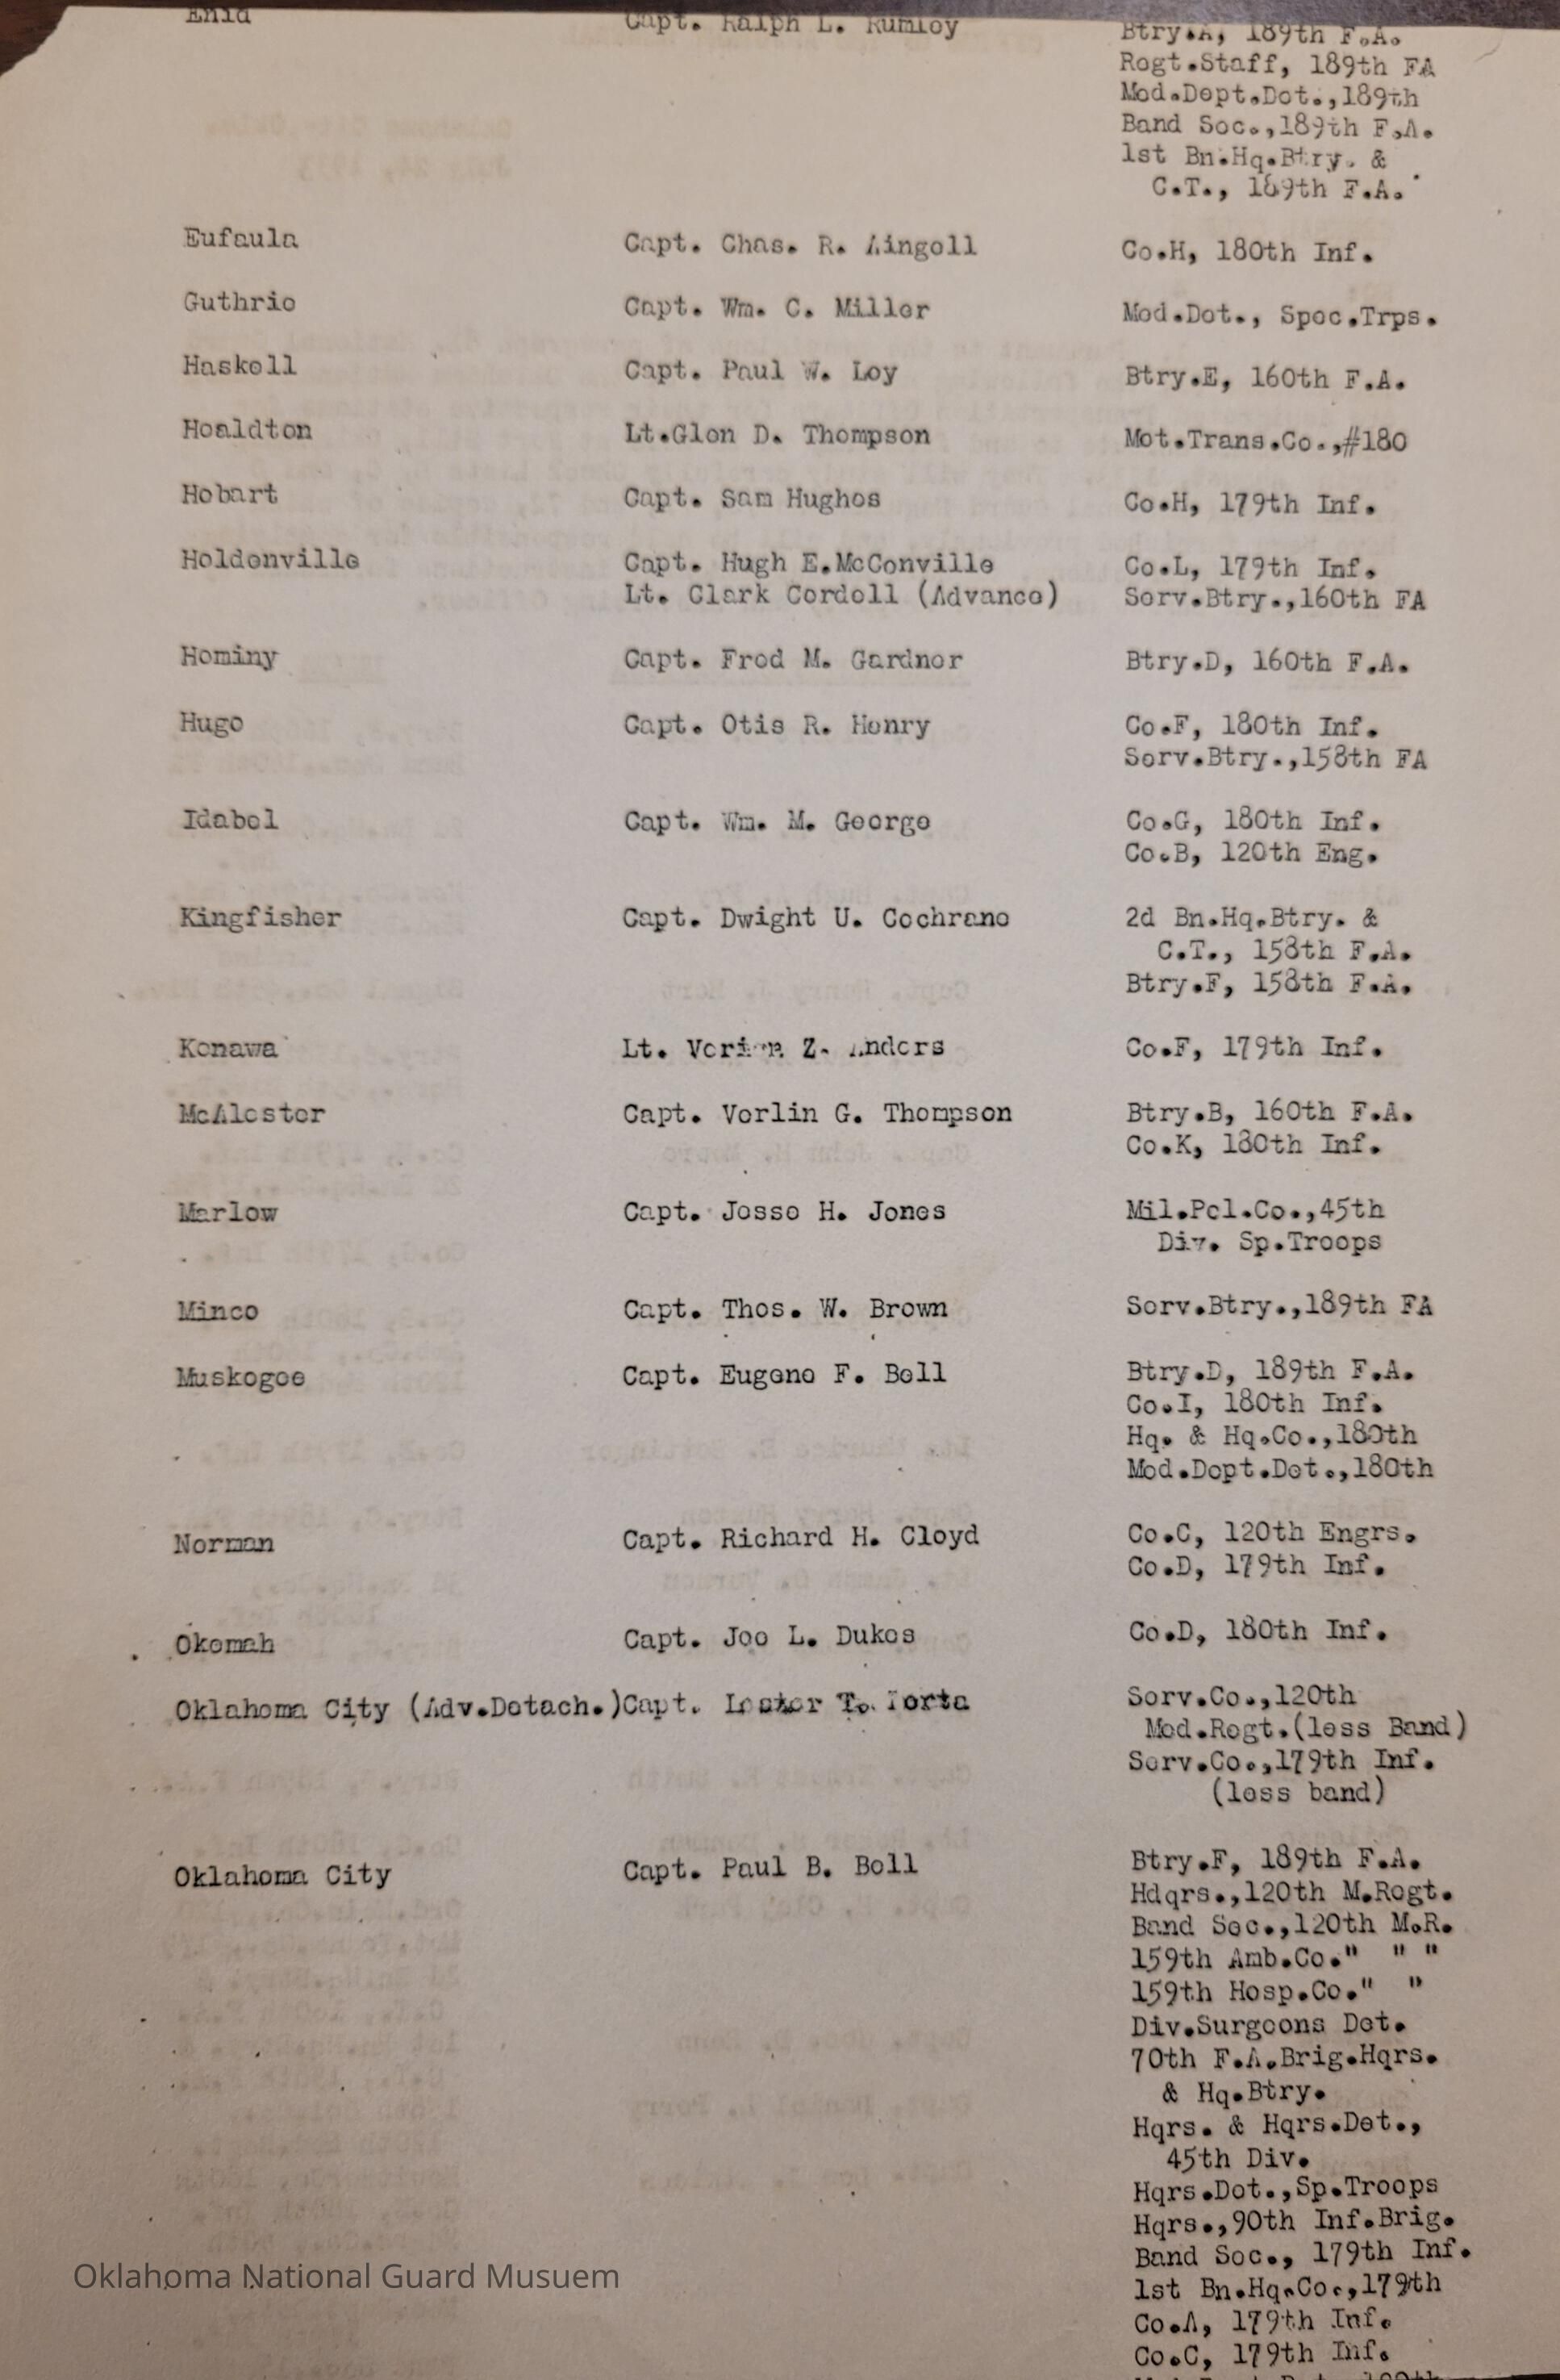 Enid Capt. Ralph L. Rumley Btry.A, 189th F.A.
Regt.Staff, 189th FA
Med.Dept.Det.,189th
Band Sec.,189th F.A.
1st Bn.Hq.Btry. &
C.T., 189th F.A.
Eufaula Capt. Chas. R. Aingell Co.H, 180th Inf.
Guthrie Capt. Wm. C. Miller Med.Det., Spec.Trps.
Haskell Capt. Paul W. Loy Btry.E, 160th F.A.
Healdton Lt.Glen D. Thompson Mot.Trans.Co.,#180
Hobart Capt. Sam Hughes Co.H, 179th Inf.
Holdenville Capt. Hugh E.McConville Co.L, 179th Inf.
Lt. Clark Cordell (Advance) Serv.Btry.,160th FA
Hominy Capt. Fred M. Gardner Btry.D, 160th F.A.
Hugo Capt. Otis R. Henry Co.F, 180th Inf.
Serv.Btry.,158th FA
Idabel Capt. Wm. M. George Co.G, 180th Inf.
Co.B, 120th Eng.
Kingfisher Capt. Dwight U. Cochrane 2d Bn.Hq.Btry. &
C.T., 158th F.A.
Btry.F, 158th F.A.
Konawa Lt. Z. Anders Co.F, 179th Inf.
McAlester Capt. Verlin G. Thompson Btry.B, 160th F.A.
Co.K, 180th Inf.
Marlow Capt. Jesse H. Jones Mil.Pol.Co.,45th
Div. Sp.Troops
Minco Capt. Thos. W. Brown Serv.Btry.,189th FA
Muskogee Capt. Eugene F. Bell Btry.D, 189th F.A.
Co.I, 180th Inf.
Hq. & Hq.Co.,180th
Med.Dept.Det.,180th
Norman Capt. Richard H. Cloyd Co.C, 120th Engrs.
Co.D, 179th Inf.
Okemah Capt. Joe L. Dukes Co.D, 180th Inf.
Oklahoma City (Adv.Detach.)Capt. Lester Serv.Co.,120th
Med.Regt.(less Band)
Serv.Co.,179th Inf.
(less band)
Oklahoma City Capt. Paul B. Bell Btry.F, 189th F.A.
Hdqrs.,120th M.Regt.
Band Sec.,120th M.R.
159th Amb.Co." " "
159th Hosp.Co." "
Div.Surgeons Det.
70th F.A.Brig.Hqrs.
& Hq.Btry.
Hqrs. & Hqrs.Det.,
45th Div.
Hqrs.Det.,Sp.Troops
Hqrs.,90th Inf.Brig.
Band Sec., 179th Inf.
1st Bn.Hq.Co.,179th
Co.A, 179th Inf.
Co.C, 179th Inf.
Oklahoma National Guard Musuem